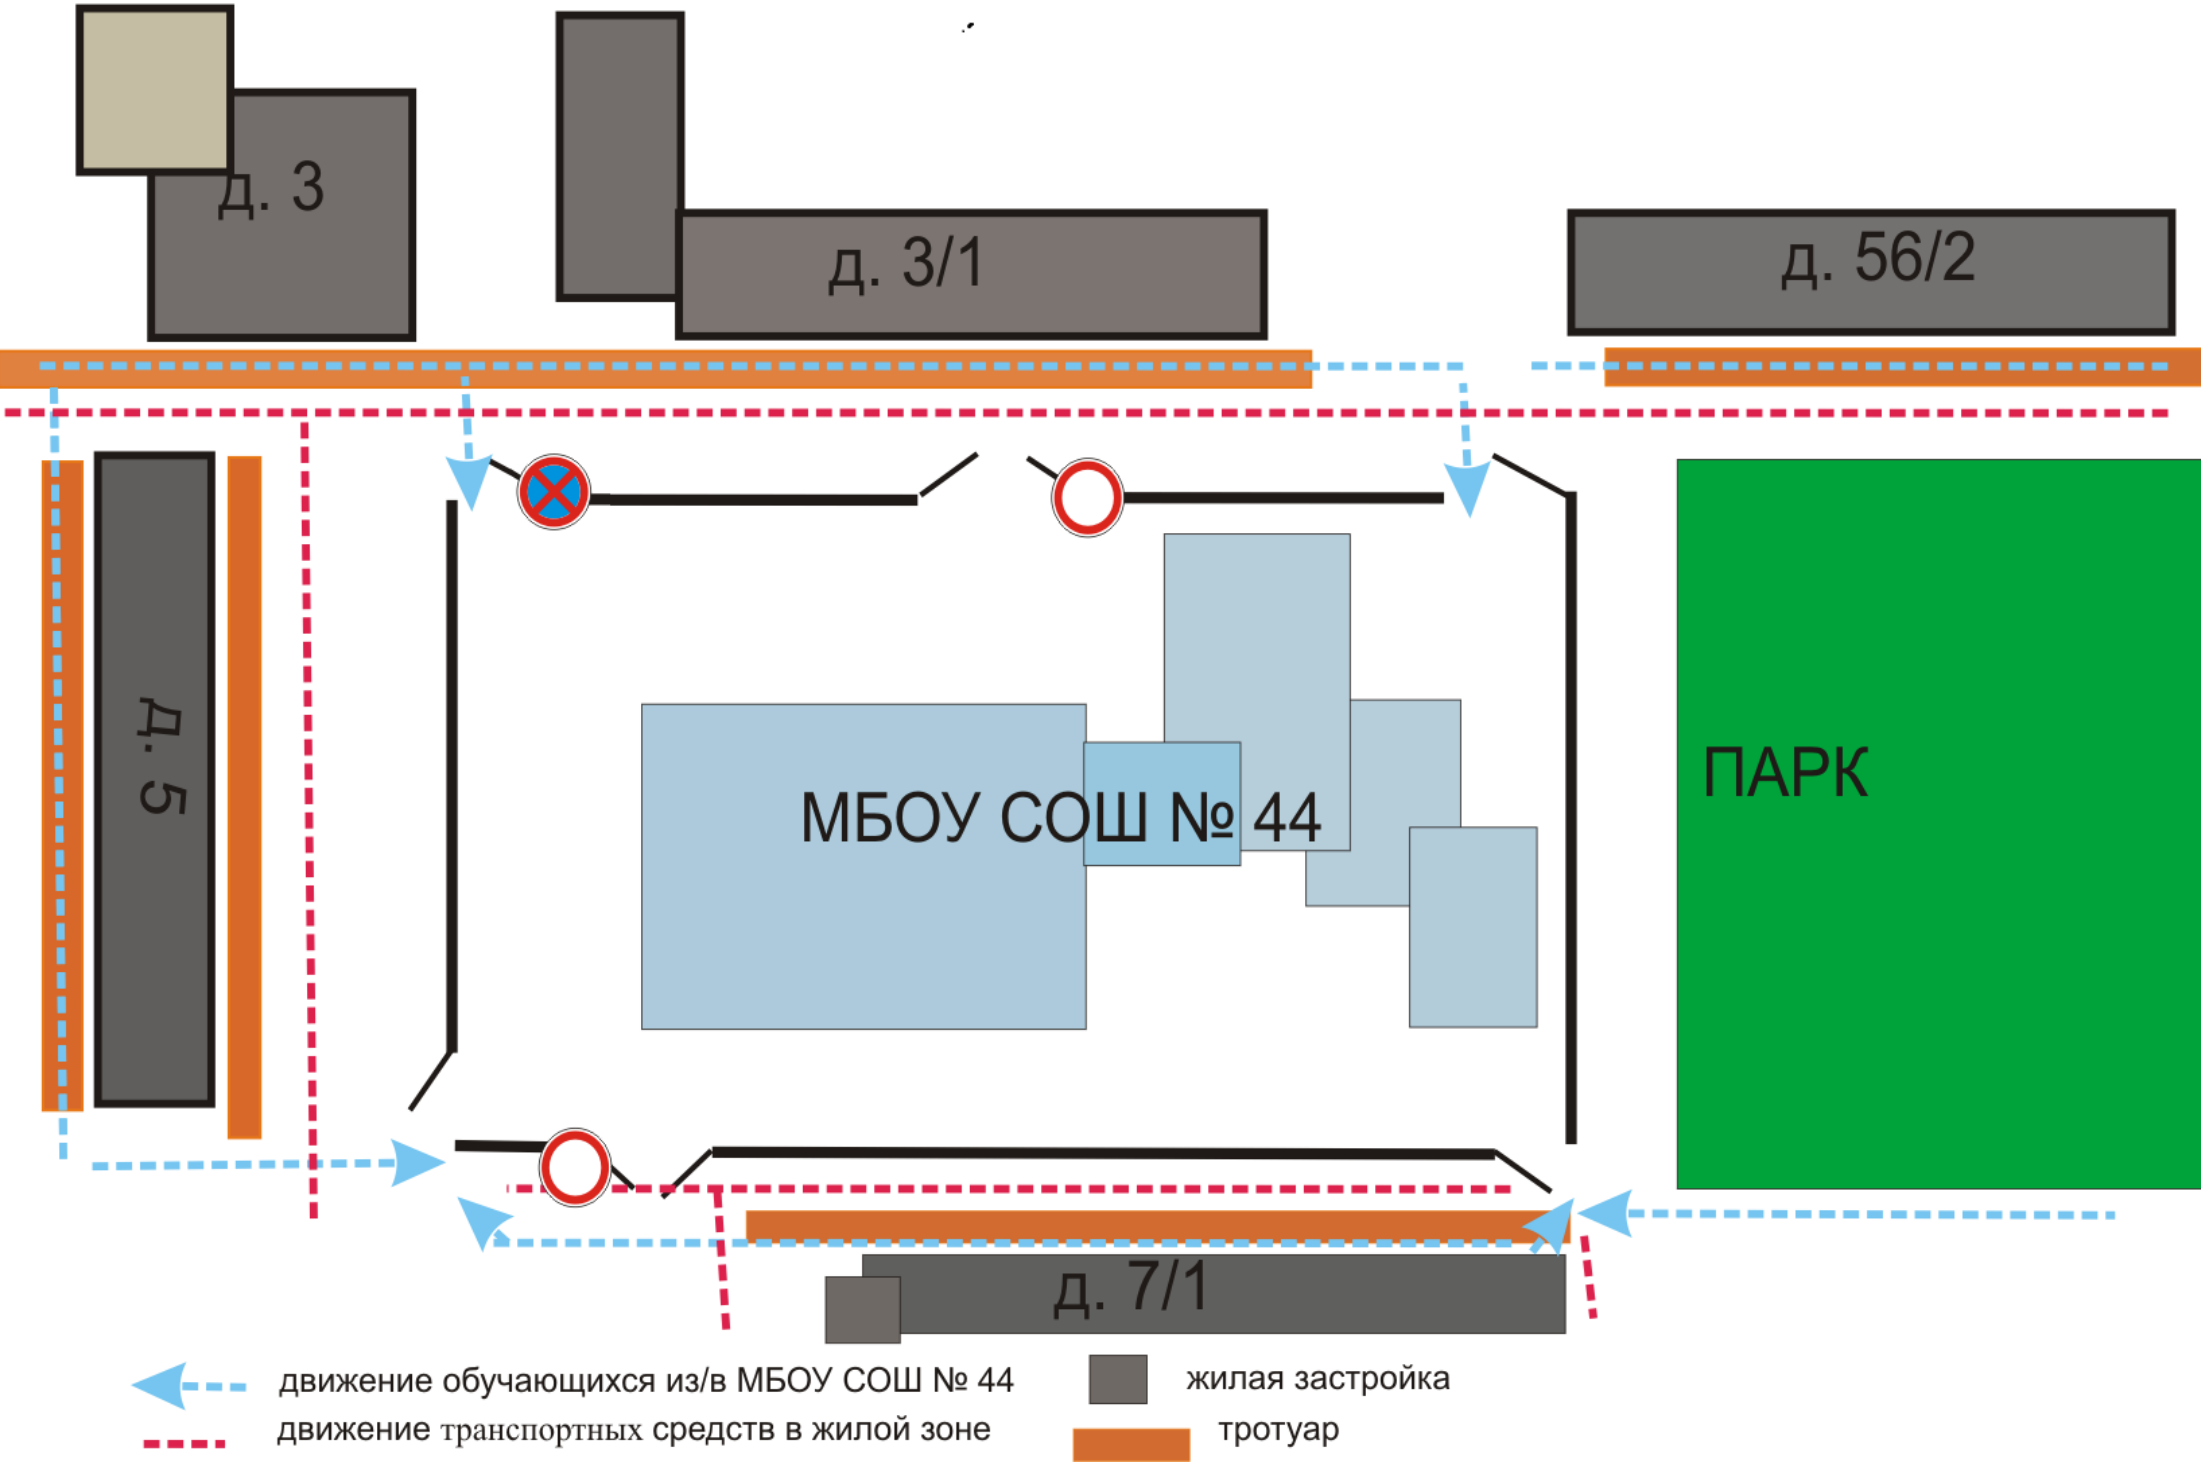 д. 3
д. 3/1
д. 56/2
д. 5
МБОУ СОШ № 44
ПАРК
д. 7/1
движение обучающихся из/в МБОУ СОШ № 44
жилая застройка
движение транспортных средств в жилой зоне
тротуар